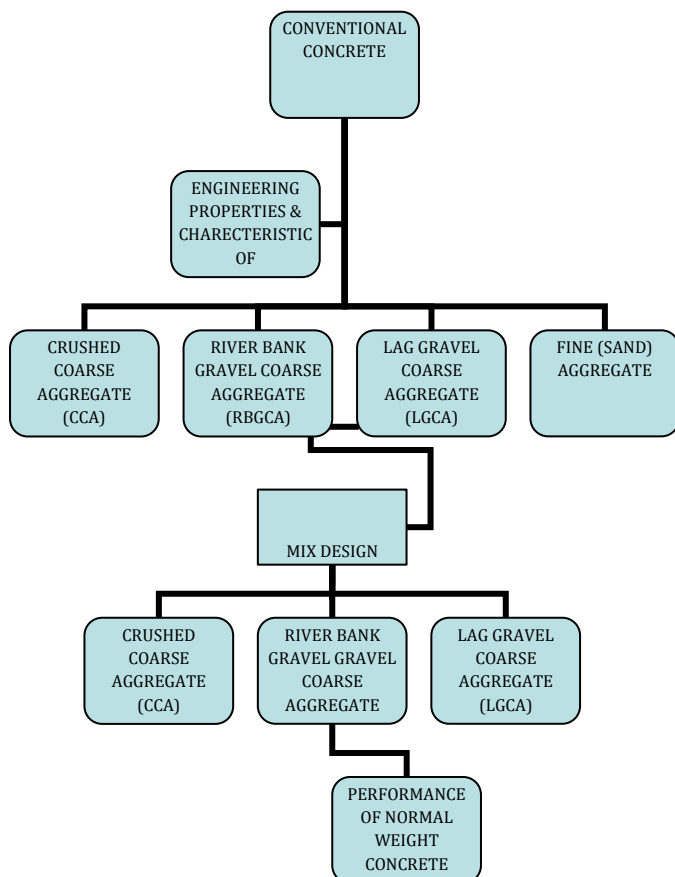 CONVENTIONAL
CONCRETE
ENGINEERING
PROPERTIES &
CHARECTERISTIC
OF
CRUSHED
COARSE
AGGREGATE
(CCA)
RIVER BANK
GRAVEL COARSE
AGGREGATE
(RBGCA)
LAG GRAVEL
COARSE
AGGREGATE
(LGCA)
FINE (SAND)
AGGREGATE
MIX DESIGN
CRUSHED
COARSE
AGGREGATE
(CCA)
RIVER BANK
GRAVEL GRAVEL
COARSE
AGGREGATE
LAG GRAVEL
COARSE
AGGREGATE
(LGCA)
PERFORMANCE
OF NORMAL
WEIGHT
CONCRETE